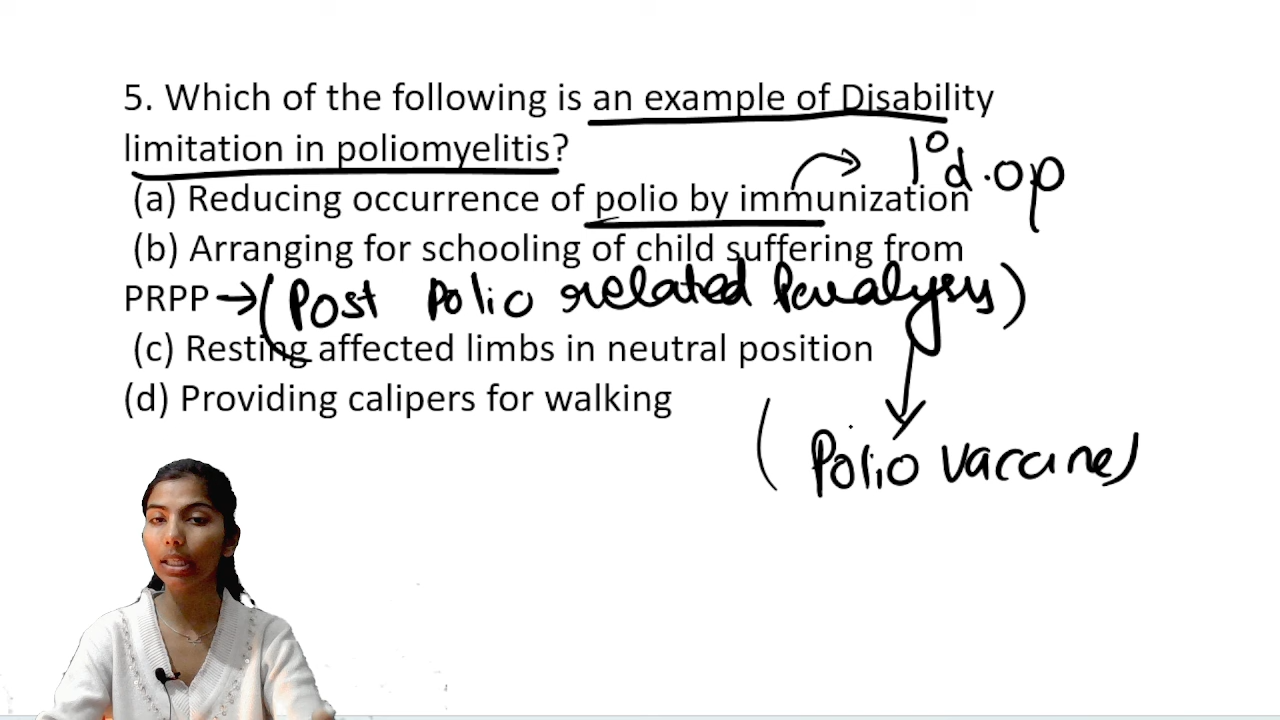 5. Which of the following is an example of Disability
limitation in poliomyelitis?
1° d.op
(a) Reducing occurrence of polio by immunization
(b) Arranging for schooling of child suffering from
PRPP → (Post Polio related Paralysis)
(c) Resting affected limbs in neutral position
(d) Providing calipers for walking
(Polio vaccine)